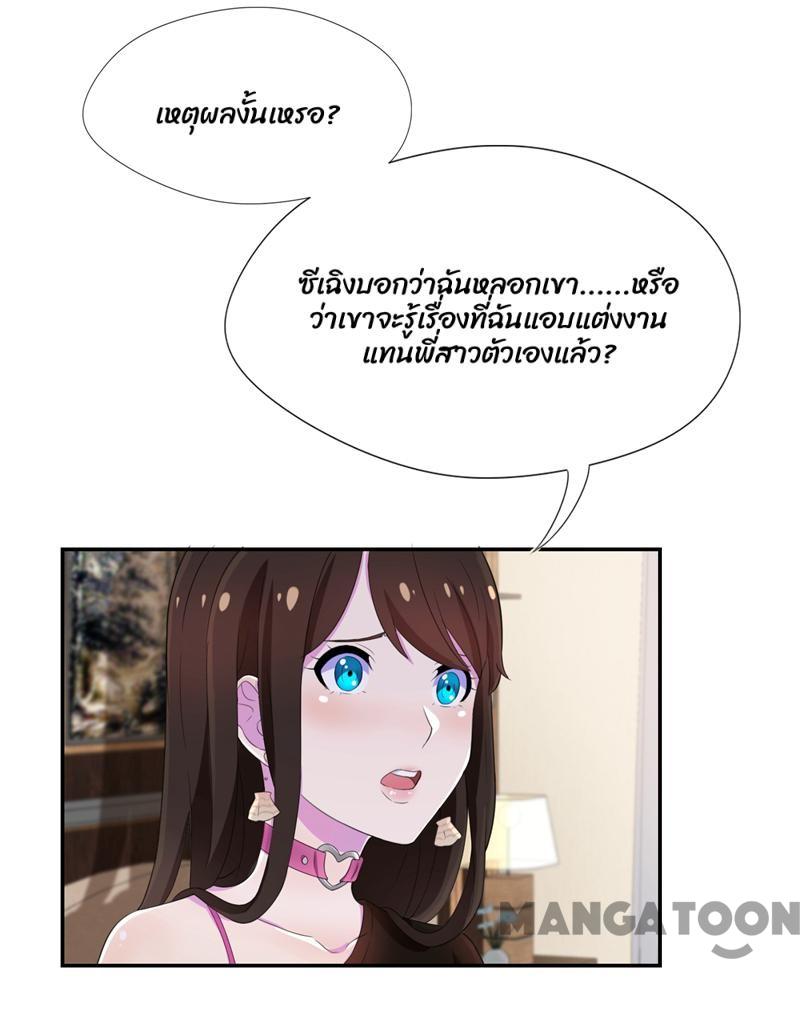 เหตุผลงั้นเหรอ?
ซีเฉิงบอกว่าฉันหลอกเขา......หรือ
ว่าเขาจะรู้เรื่องที่ฉันแอบแต่งงาน
แทนพี่สาวตัวเองแล้ว?
MANGATOON